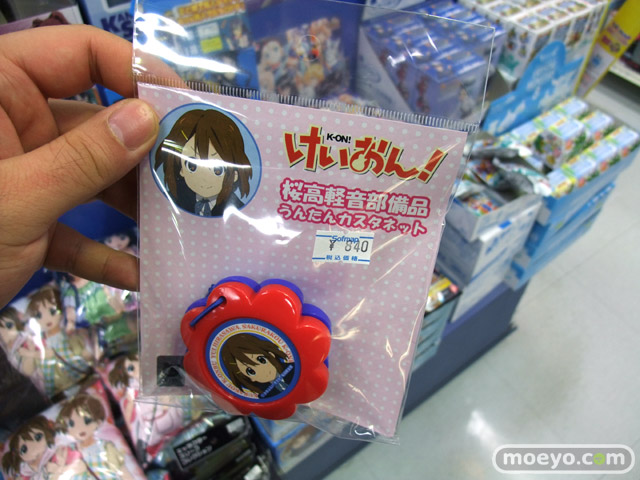 K-ON!
けいおん!
桜高軽音部備品
うんたんカスタネット
Sofmap
¥ 840
税込価格
moeyo.com